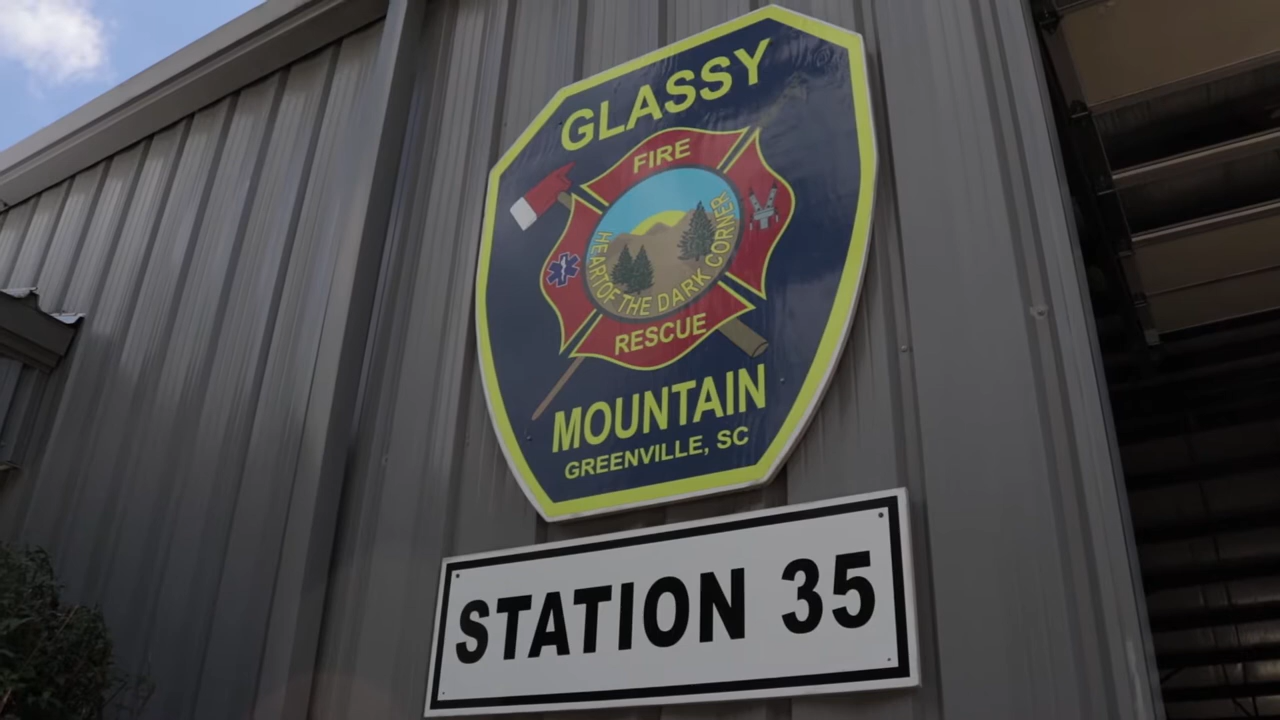 GLASSY
FIRE
HEART OF THE DARK CORNER
RESCUE
MOUNTAIN
GREENVILLE, SC
STATION 35